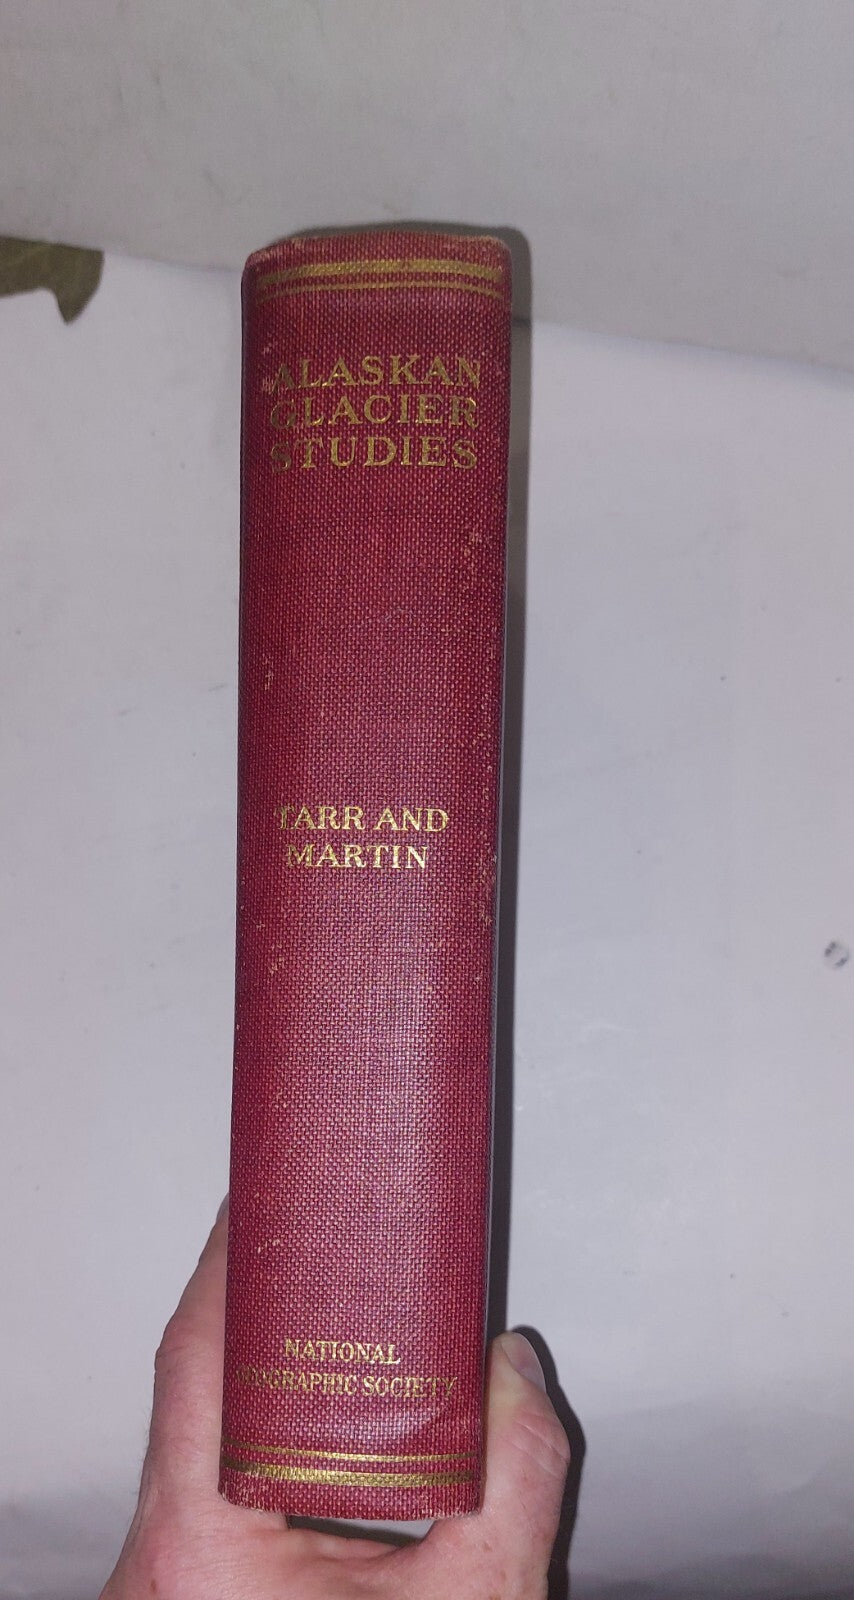 ALASKAN
GLACIER
STUDIES
TARR AND
MARTIN
NATIONAL
GEOGRAPHIC SOCIETY